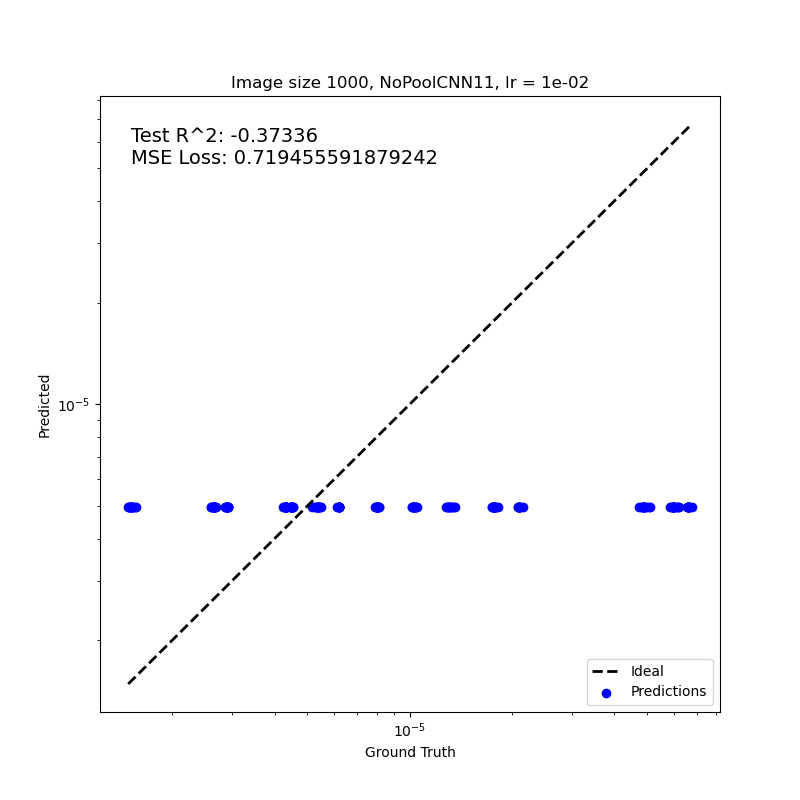 Image size 1000, NoPoolCNN11, lr = 1e-02
Test R^2: -0.37336
MSE Loss: 0.719455591879242
Predicted
10⁻⁵
10⁻⁵
Ground Truth
Ideal
Predictions